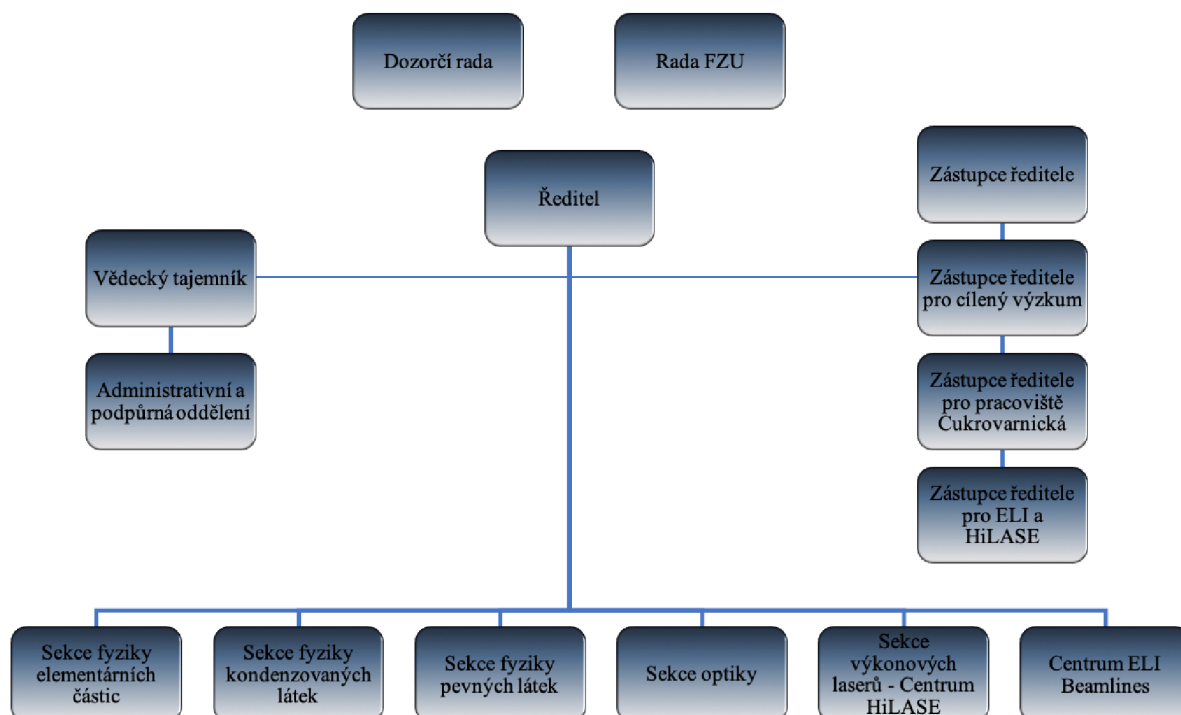 Dozorčí rada
Rada FZU
Ředitel
Zástupce ředitele
Vědecký tajemník
Zástupce ředitele
pro cílený výzkum
Administrativní a
podpůrná oddělení
Zástupce ředitele
pro pracoviště
Cukrovarnická
Zástupce ředitele
pro ELI a
HiLASE
Sekce fyziky
elementárních
částic
Sekce fyziky
kondenzovaných
látek
Sekce fyziky
pevných látek
Sekce optiky
Sekce
výkonových
laserů - Centrum
HiLASE
Centrum ELI
Beamlines